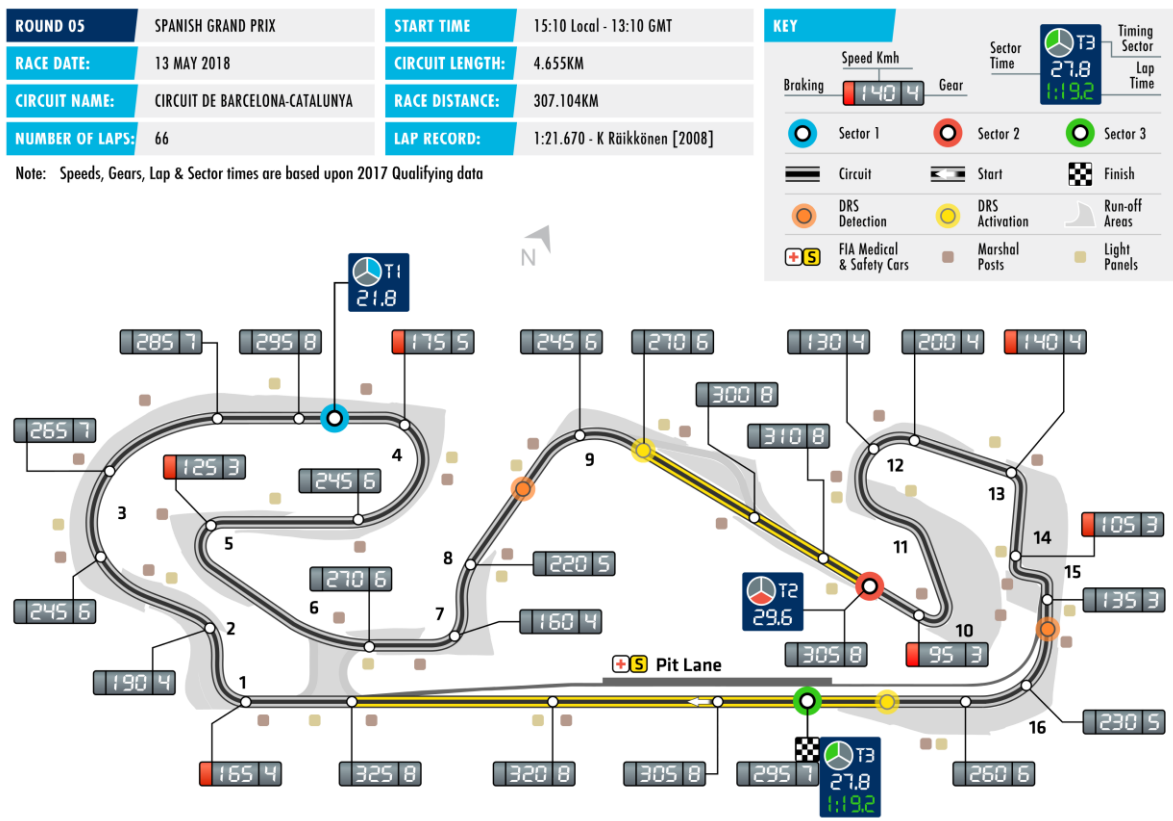 ROUND 05 SPANISH GRAND PRIX
RACE DATE: 13 MAY 2018
CIRCUIT NAME: CIRCUIT DE BARCELONA-CATALUNYA
NUMBER OF LAPS: 66
START TIME 15:10 Local - 13:10 GMT
CIRCUIT LENGTH: 4.655KM
RACE DISTANCE: 307.104KM
LAP RECORD: 1:21.670 - K Räikkönen [2008]
Note: Speeds, Gears, Lap & Sector times are based upon 2017 Qualifying data
KEY
Speed Kmh
Braking 140 4 Gear
Sector Time
T3
27.8
1:19.2
Timing Sector
Lap Time
Sector 1 Sector 2 Sector 3
Circuit Start Finish
DRS Detection
DRS Activation
Run-off Areas
S FIA Medical & Safety Cars
Marshal Posts
Light Panels
N
T1
21.8
285 7
295 8
175 5
245 6
270 6
130 4
200 4
140 4
300 8
265 7
125 3
245 6
310 8
4
9
12
13
3
5
11
14
15
105 3
8
220 5
270 6
135 3
245 6
6
7
160 4
T2
29.6
2
10
305 8
95 3
S Pit Lane
190 4
1
16
230 5
165 4
325 8
320 8
305 8
295 7
T3
27.8
1:19.2
260 6